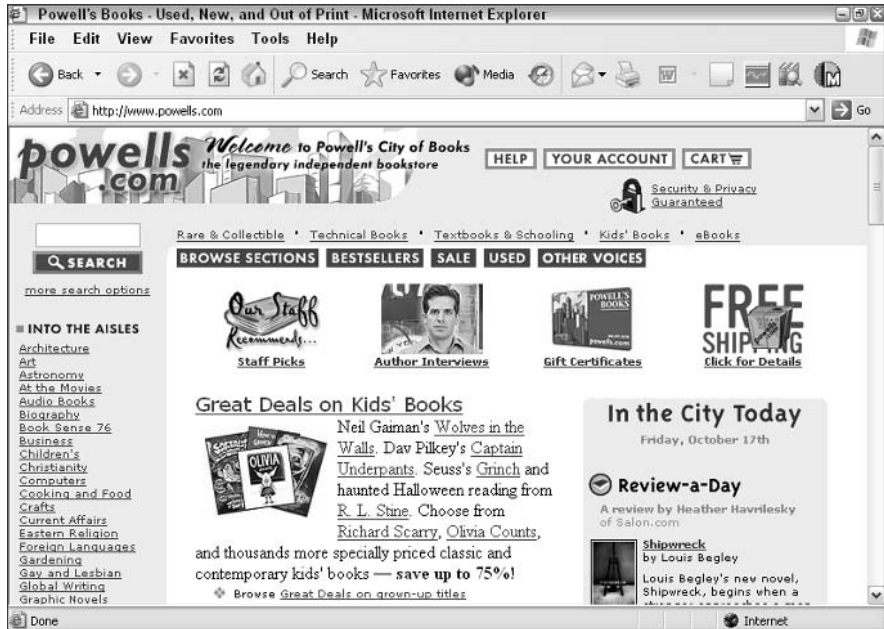 Powell's Books - Used, New, and Out of Print - Microsoft Internet Explorer
File Edit View Favorites Tools Help
Back Search Favorites Media
Address http://www.powells.com Go
powells
.com
Welcome to Powell's City of Books
the legendary independent bookstore
HELP YOUR ACCOUNT CART
Security & Privacy
Guaranteed
Rare & Collectible · Technical Books · Textbooks & Schooling · Kids' Books · eBooks
BROWSE SECTIONS BESTSELLERS SALE USED OTHER VOICES
SEARCH
more search options
INTO THE AISLES
Architecture
Art
Astronomy
At the Movies
Audio Books
Biography
Book Sense 76
Business
Children's
Christianity
Computers
Cooking and Food
Crafts
Current Affairs
Eastern Religion
Foreign Languages
Gardening
Gay and Lesbian
Global Writing
Graphic Novels
Our Staff
Recommends...
Staff Picks
Author Interviews
POWELL'S
BOOKS
powells.com
Gift Certificates
FREE
SHIPPING
Click for Details
Great Deals on Kids' Books
OLIVIA
Neil Gaiman's Wolves in the
Walls. Dav Pilkey's Captain
Underpants. Seuss's Grinch and
haunted Halloween reading from
R. L. Stine. Choose from
Richard Scarry, Olivia Counts,
and thousands more specially priced classic and
contemporary kids' books — save up to 75%!
Browse Great Deals on grown-up titles
In the City Today
Friday, October 17th
Review-a-Day
A review by Heather Havrilesky
of Salon.com
Shipwreck
by Louis Begley
Louis Begley's new novel,
Shipwreck, begins when a
Done Internet